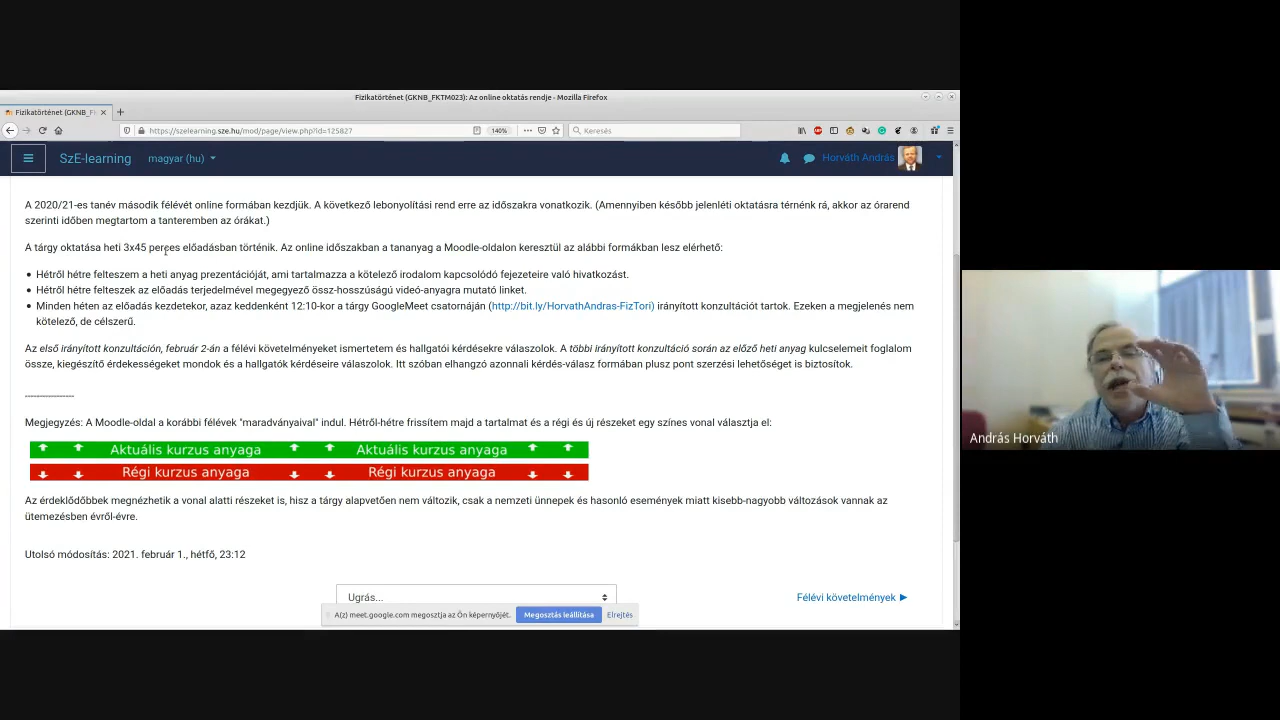 Fizikatörténet (GKNB_FKTM023): Az online oktatás rendje - Mozilla Firefox
Fizikatörténet (GKNB_F
https://szelearning.sze.hu/mod/page/view.php?id=125827
140%
Keresés
SzE-learning
magyar (hu)
Horváth András
A 2020/21-es tanév második félévét online formában kezdjük. A következő lebonyolítási rend erre az időszakra vonatkozik. (Amennyiben később jelenléti oktatásra térnénk rá, akkor az órarend
szerinti időben megtartom a tanteremben az órákat.)
A tárgy oktatása heti 3x45 perces előadásban történik. Az online időszakban a tananyag a Moodle-oldalon keresztül az alábbi formákban lesz elérhető:
• Hétről hétre felteszem a heti anyag prezentációját, ami tartalmazza a kötelező irodalom kapcsolódó fejezeteire való hivatkozást.
• Hétről hétre felteszek az előadás terjedelmével megegyező össz-hosszúságú videó-anyagra mutató linket.
• Minden héten az előadás kezdetekor, azaz keddenként 12:10-kor a tárgy GoogleMeet csatornáján (http://bit.ly/HorvathAndras-FizTori) irányított konzultációt tartok. Ezeken a megjelenés nem
kötelező, de célszerű.
Az első irányított konzultáción, február 2-án a félévi követelményeket ismertetem és hallgatói kérdésekre válaszolok. A többi irányított konzultáció során az előző heti anyag kulcselemeit foglalom
össze, kiegészítő érdekességeket mondok és a hallgatók kérdéseire válaszolok. Itt szóban elhangzó azonnali kérdés-válasz formában plusz pont szerzési lehetőséget is biztosítok.
----------------
Megjegyzés: A Moodle-oldal a korábbi félévek "maradványaival" indul. Hétről-hétre frissítem majd a tartalmat és a régi és új részeket egy színes vonal választja el:
Aktuális kurzus anyaga Aktuális kurzus anyaga
Régi kurzus anyaga Régi kurzus anyaga
Az érdeklődőbbek megnézhetik a vonal alatti részeket is, hisz a tárgy alapvetően nem változik, csak a nemzeti ünnepek és hasonló események miatt kisebb-nagyobb változások vannak az
ütemezésben évről-évre.
Utolsó módosítás: 2021. február 1., hétfő, 23:12
Ugrás...
Félévi követelmények ▶
A(z) meet.google.com megosztja az Ön képernyőjét.
Megosztás leállítása
Elrejtés
András Horváth